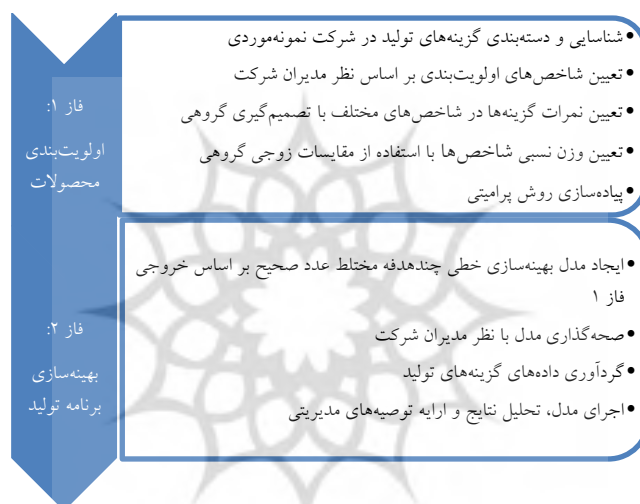 فاز ۱:
اولویت‌بندی
محصولات
•شناسایی و دسته‌بندی گزینه‌های تولید در شرکت نمونه‌موردی
•تعیین شاخص‌های اولویت‌بندی بر اساس نظر مدیران شرکت
•تعیین نمرات گزینه‌ها در شاخص‌های مختلف با تصمیم‌گیری گروهی
•تعیین وزن نسبی شاخص‌ها با استفاده از مقایسات زوجی گروهی
•پیاده‌سازی روش پرامیتی
فاز ۲:
بهینه‌سازی
برنامه تولید
•ایجاد مدل بهینه‌سازی خطی چندهدفه مختلط عدد صحیح بر اساس خروجی
فاز ۱
•صحه‌گذاری مدل با نظر مدیران شرکت
•گردآوری داده‌های گزینه‌های تولید
•اجرای مدل، تحلیل نتایج و ارایه توصیه‌های مدیریتی